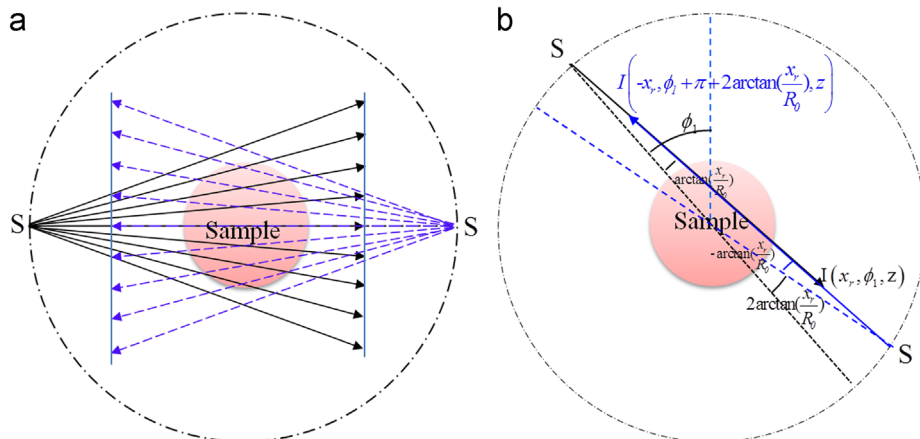 a
S
Sample
S
b
S
I(-x_r, ϕ_1 + π + 2arctan(x_r/R_0), z)
ϕ_1
arctan(x_r/R_0)
Sample
-arctan(x_r/R_0)
I(x_r, ϕ_1, z)
2arctan(x_r/R_0)
S